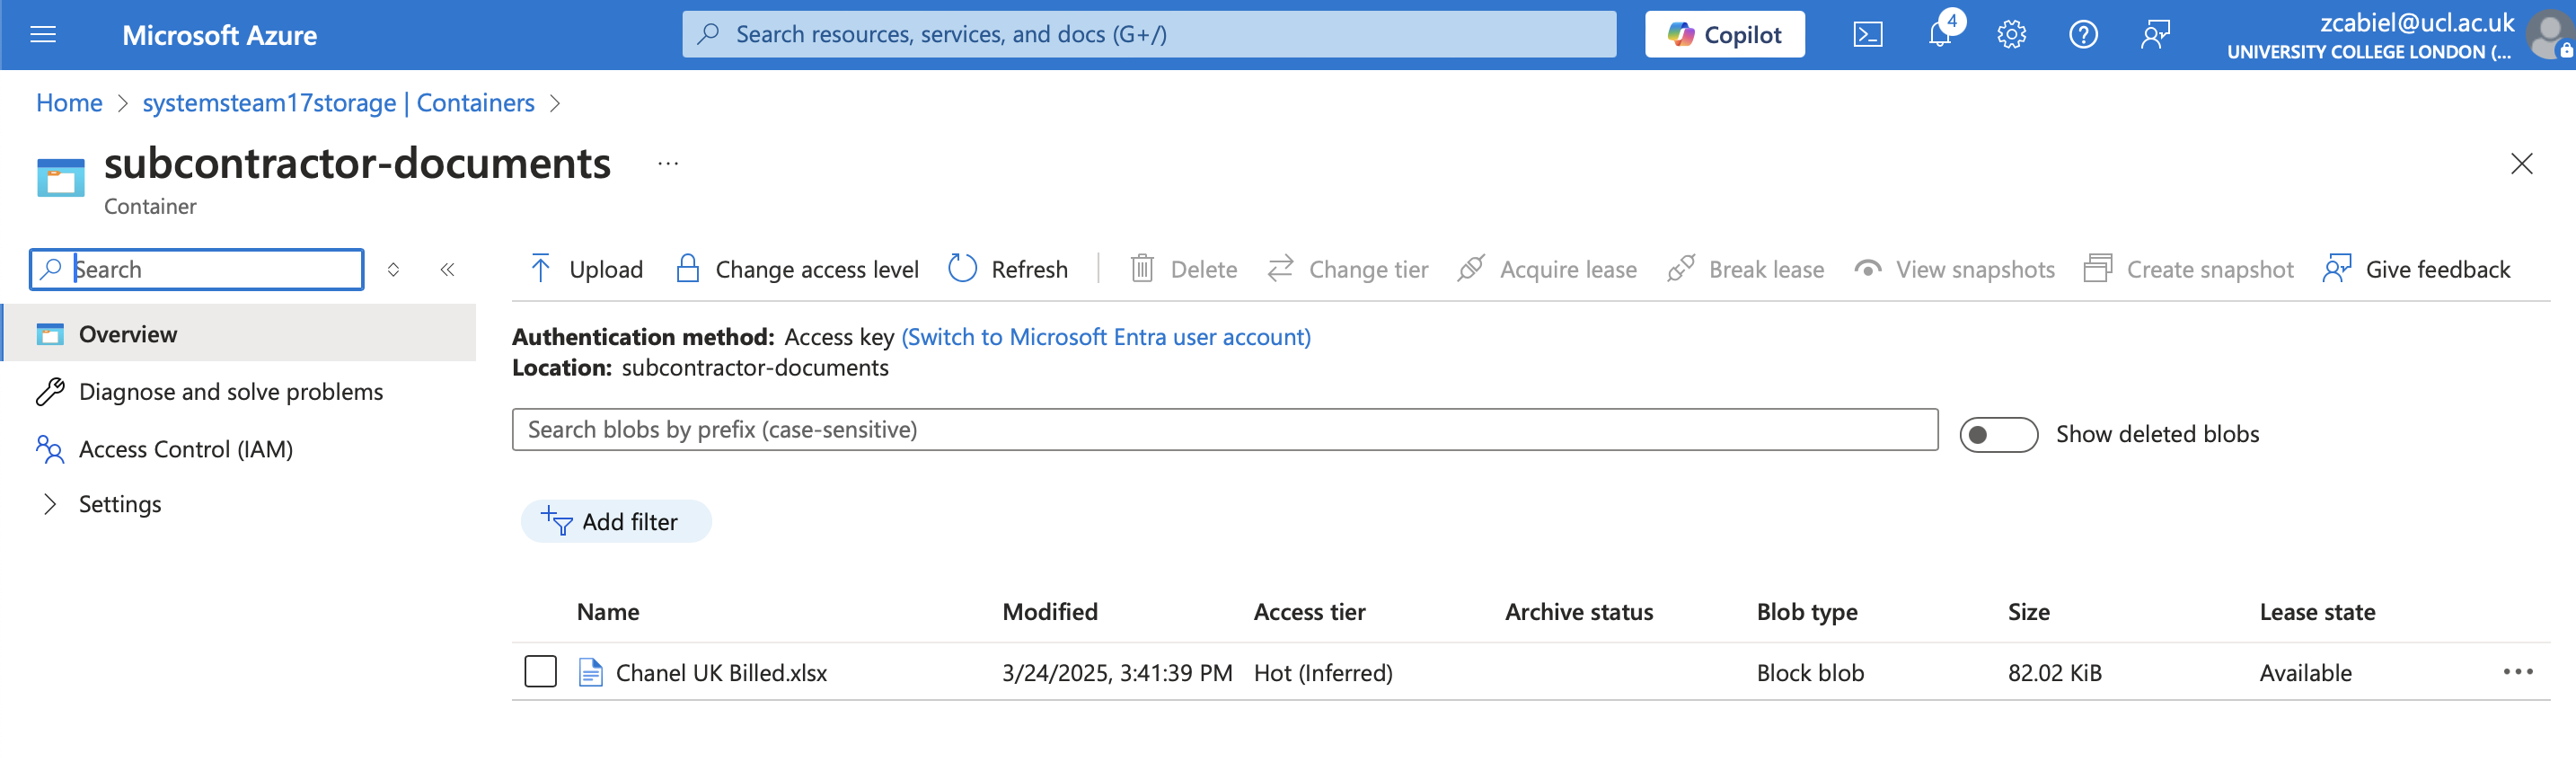 Microsoft Azure
Search resources, services, and docs (G+/)
Copilot
4
zcabiel@ucl.ac.uk
UNIVERSITY COLLEGE LONDON (...
Home > systemsteam17storage | Containers >
subcontractor-documents ...
Container
Search
Upload
Change access level
Refresh
Delete
Change tier
Acquire lease
Break lease
View snapshots
Create snapshot
Give feedback
Overview
Diagnose and solve problems
Access Control (IAM)
Settings
Authentication method: Access key (Switch to Microsoft Entra user account)
Location: subcontractor-documents
Search blobs by prefix (case-sensitive)
Show deleted blobs
Add filter
Name Modified Access tier Archive status Blob type Size Lease state
Chanel UK Billed.xlsx 3/24/2025, 3:41:39 PM Hot (Inferred) Block blob 82.02 KiB Available